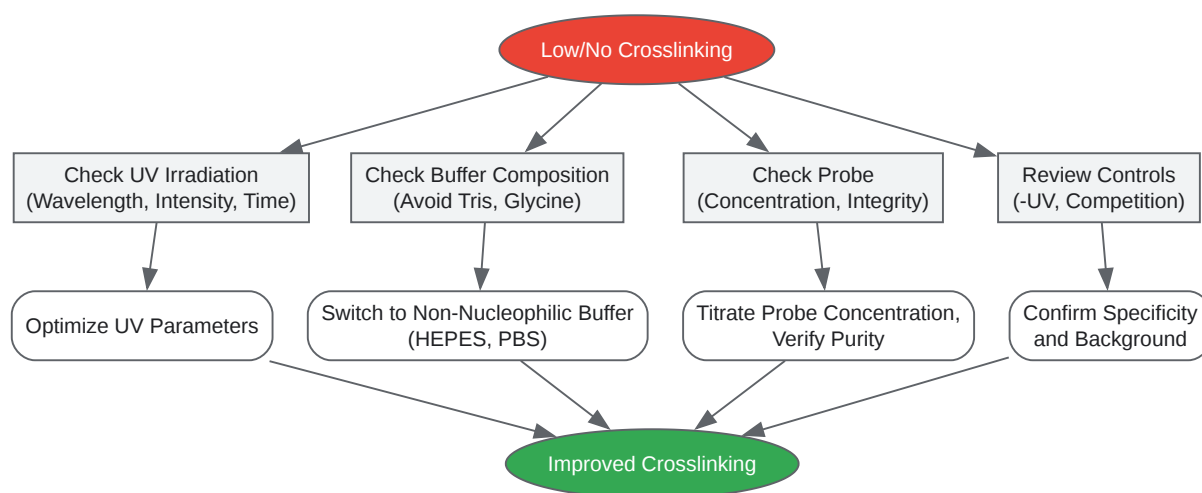 Low/No Crosslinking
Check UV Irradiation
(Wavelength, Intensity, Time)
Check Buffer Composition
(Avoid Tris, Glycine)
Check Probe
(Concentration, Integrity)
Review Controls
(-UV, Competition)
Optimize UV Parameters
Switch to Non-Nucleophilic Buffer
(HEPES, PBS)
Titrate Probe Concentration,
Verify Purity
Confirm Specificity
and Background
Improved Crosslinking